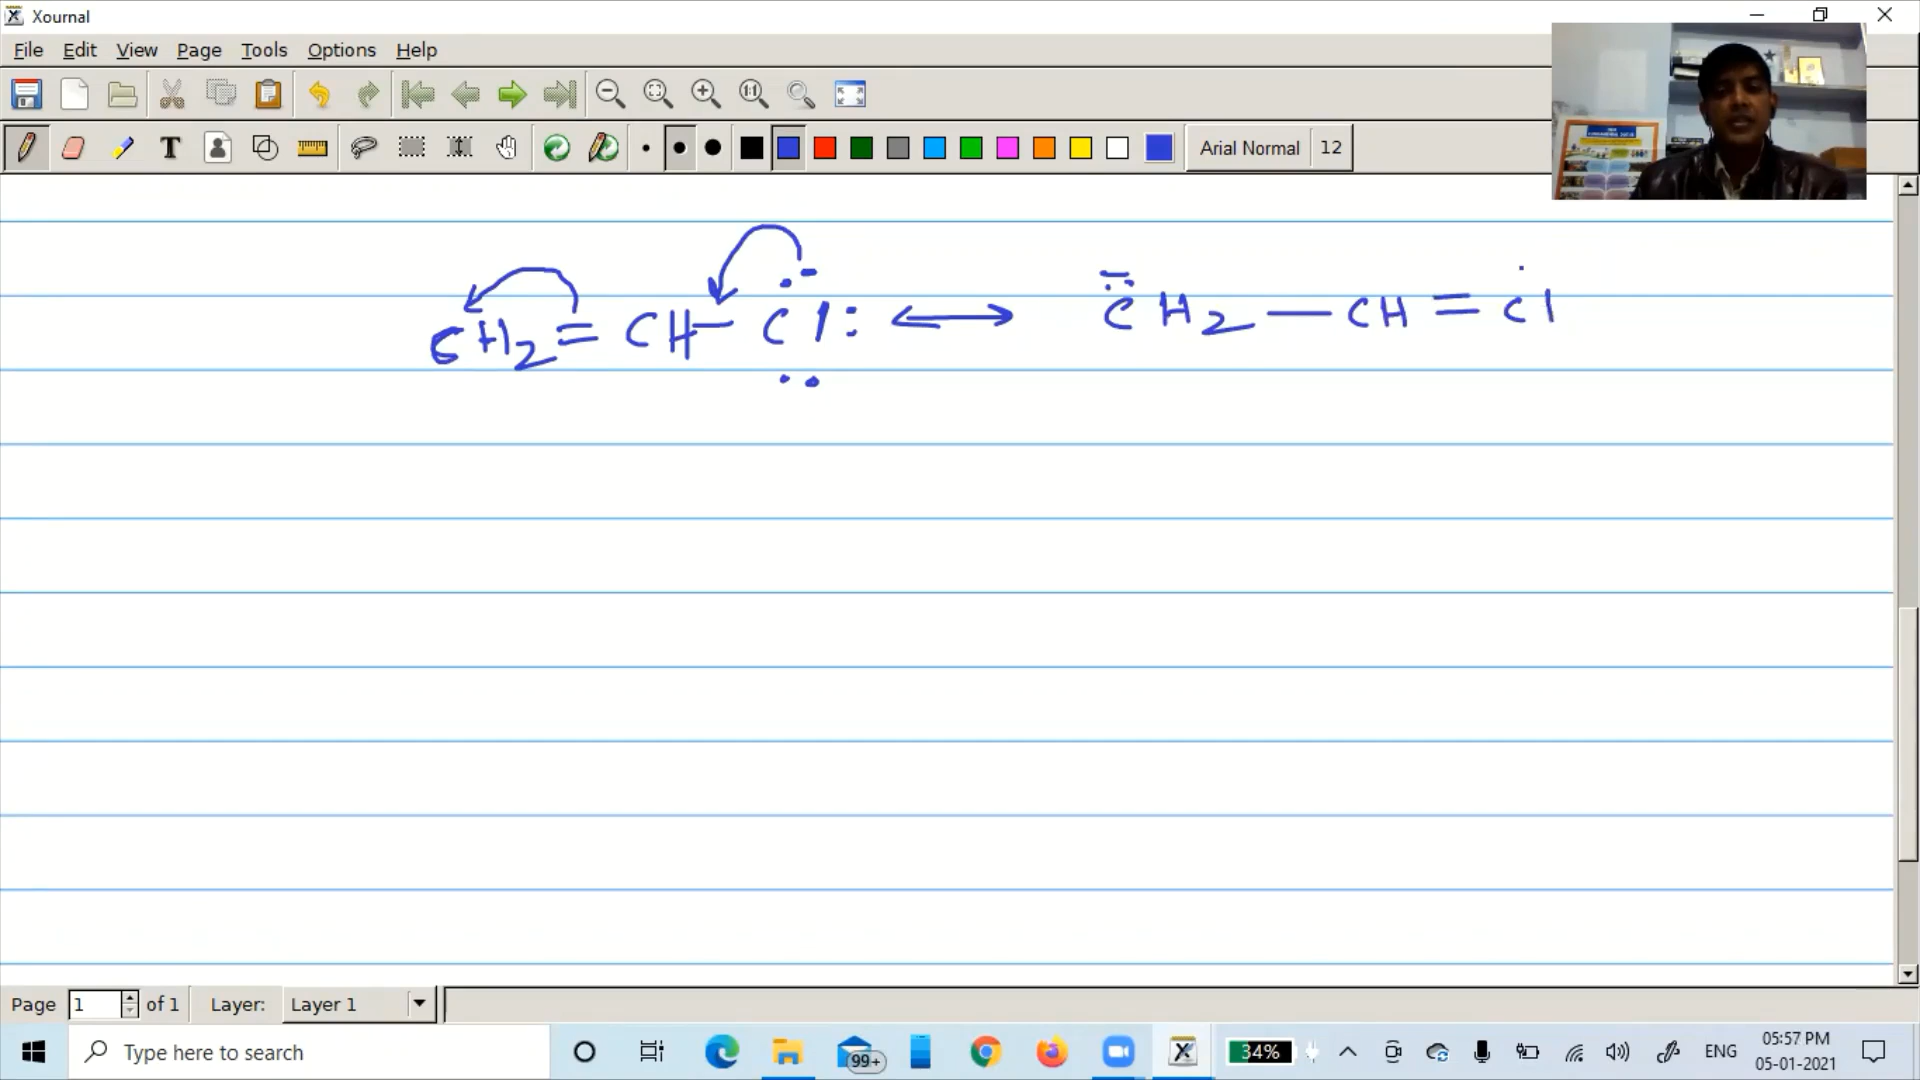 Xournal
File Edit View Page Tools Options Help
Arial Normal 12
CH2 = CH - Cl: ⟷ C̈H2 — CH = Cl
Page 1 of 1 Layer: Layer 1
Type here to search
99+
34%
ENG
05:57 PM
05-01-2021